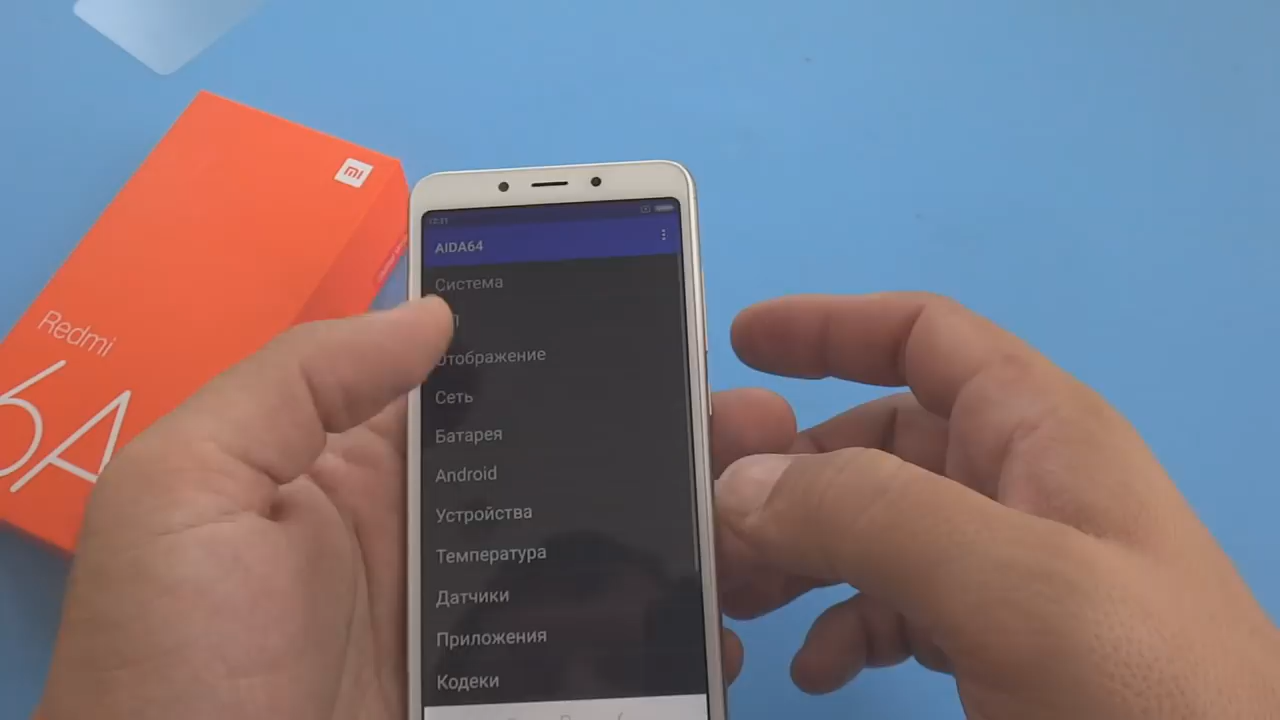 mi
Redmi
6A
AIDA64
Система
Отображение
Сеть
Батарея
Android
Устройства
Температура
Датчики
Приложения
Кодеки